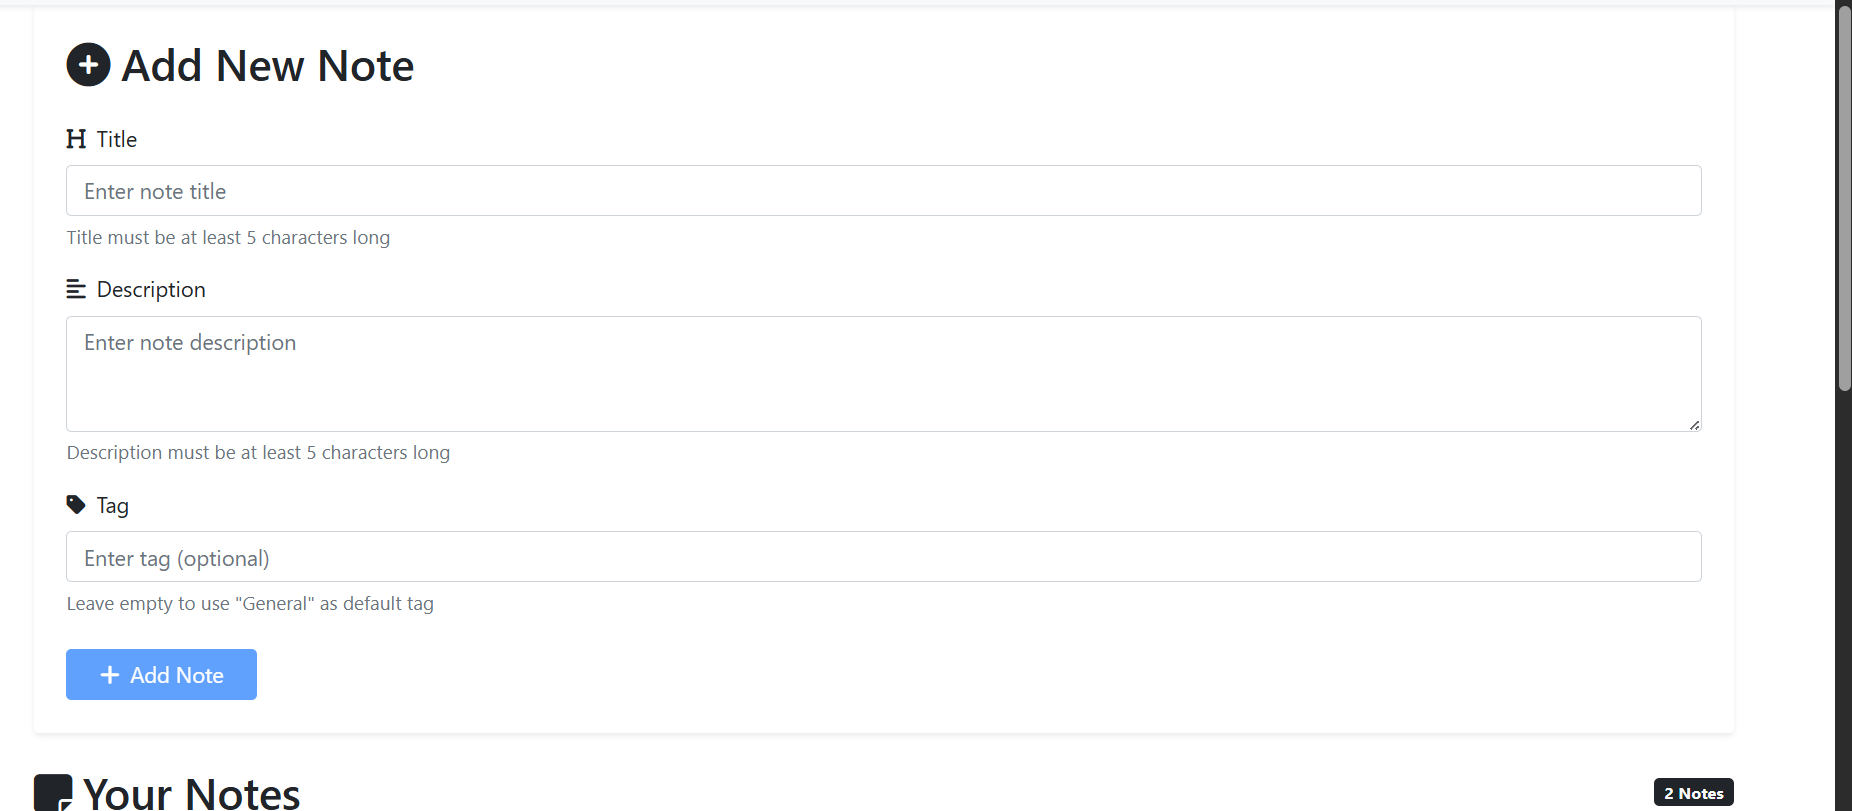 Add New Note
Title
Enter note title
Title must be at least 5 characters long
Description
Enter note description
Description must be at least 5 characters long
Tag
Enter tag (optional)
Leave empty to use "General" as default tag
Add Note
Your Notes
2 Notes